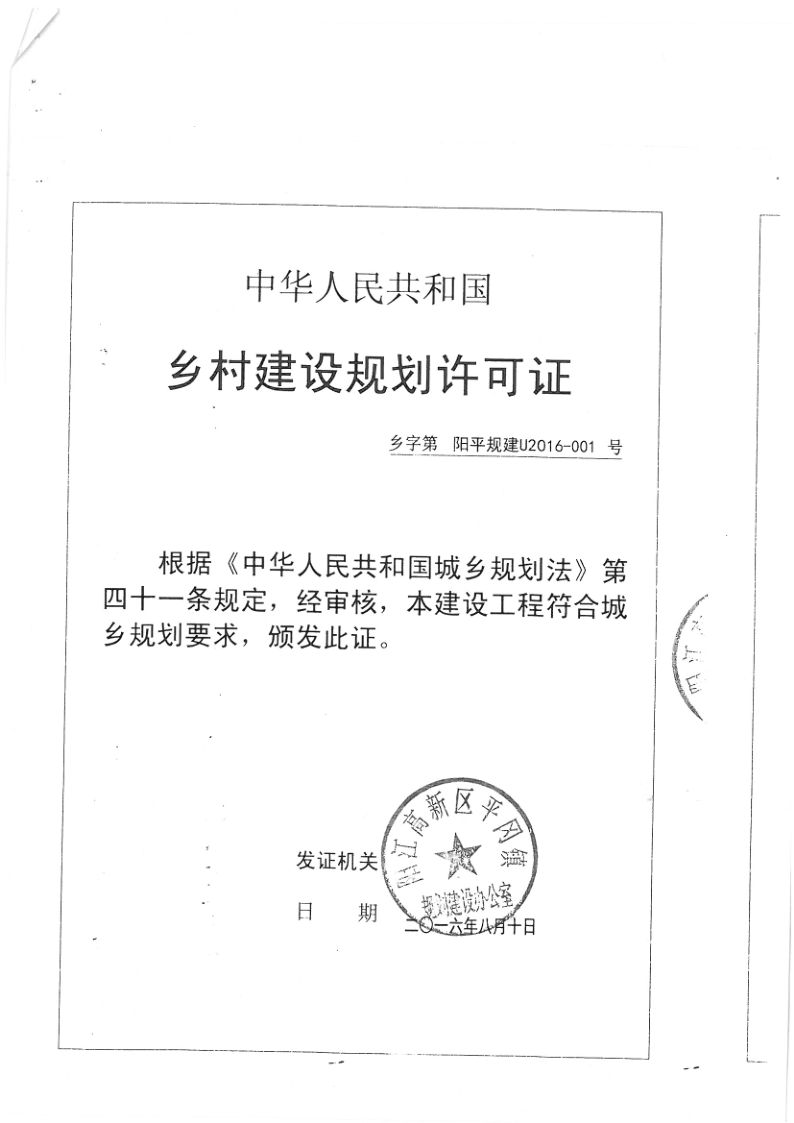 中华人民共和国
乡村建设规划许可证
乡字第 阳平规建U2016-001 号
根据《中华人民共和国城乡规划法》第
四十一条规定，经审核，本建设工程符合城
乡规划要求，颁发此证。
阳江高新区平冈镇
规划建设办公室
发证机关
日 期
二〇一六年八月十日